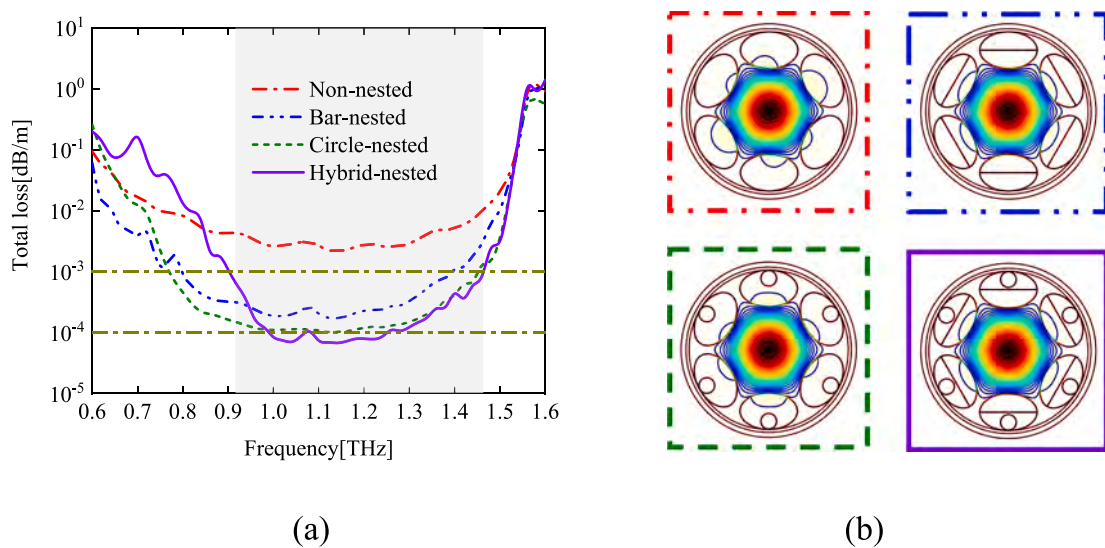 10^1
10^0
10^-1
10^-2
10^-3
10^-4
10^-5
Total loss[dB/m]
Non-nested
Bar-nested
Circle-nested
Hybrid-nested
0.6 0.7 0.8 0.9 1.0 1.1 1.2 1.3 1.4 1.5 1.6
Frequency[THz]
(a)
(b)